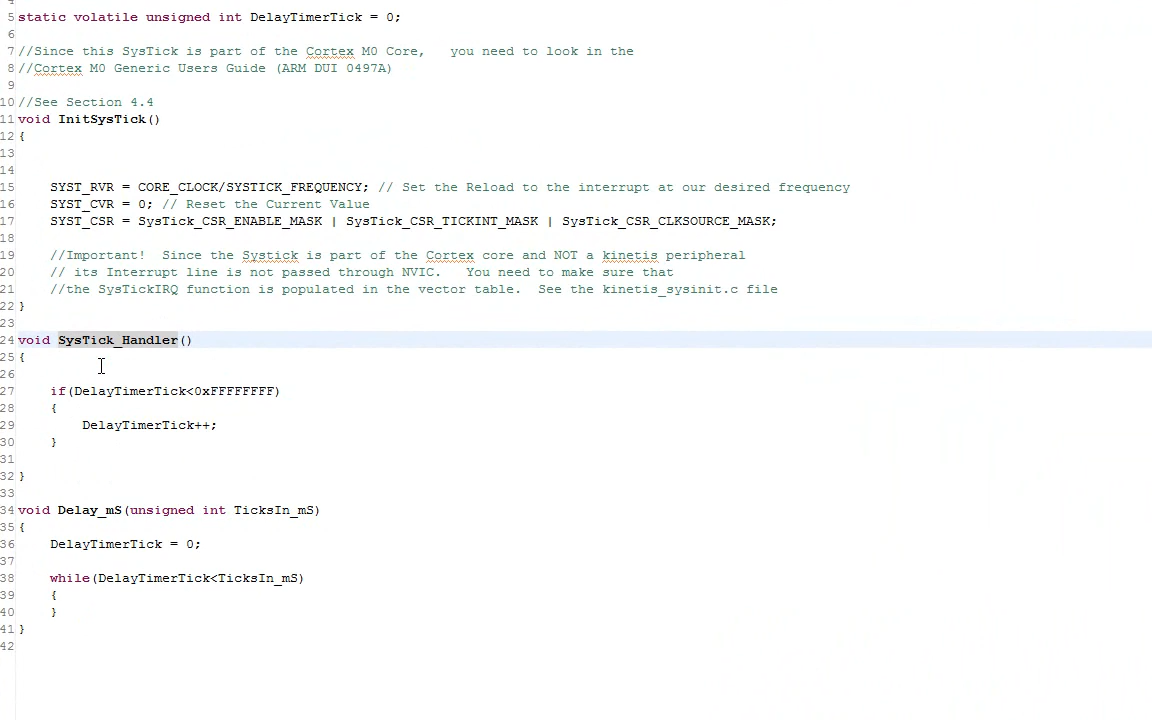 5 static volatile unsigned int DelayTimerTick = 0;
6
7 //Since this SysTick is part of the Cortex M0 Core,   you need to look in the
8 //Cortex M0 Generic Users Guide (ARM DUI 0497A)
9
10 //See Section 4.4
11 void InitSysTick()
12 {
13
14
15     SYST_RVR = CORE_CLOCK/SYSTICK_FREQUENCY; // Set the Reload to the interrupt at our desired frequency
16     SYST_CVR = 0; // Reset the Current Value
17     SYST_CSR = SysTick_CSR_ENABLE_MASK | SysTick_CSR_TICKINT_MASK | SysTick_CSR_CLKSOURCE_MASK;
18
19     //Important!  Since the Systick is part of the Cortex core and NOT a kinetis peripheral
20     // its Interrupt line is not passed through NVIC.   You need to make sure that
21     //the SysTickIRQ function is populated in the vector table.  See the kinetis_sysinit.c file
22 }
23
24 void SysTick_Handler()
25 {
26
27     if(DelayTimerTick<0xFFFFFFFF)
28     {
29         DelayTimerTick++;
30     }
31
32 }
33
34 void Delay_mS(unsigned int TicksIn_mS)
35 {
36     DelayTimerTick = 0;
37
38     while(DelayTimerTick<TicksIn_mS)
39     {
40     }
41 }
42